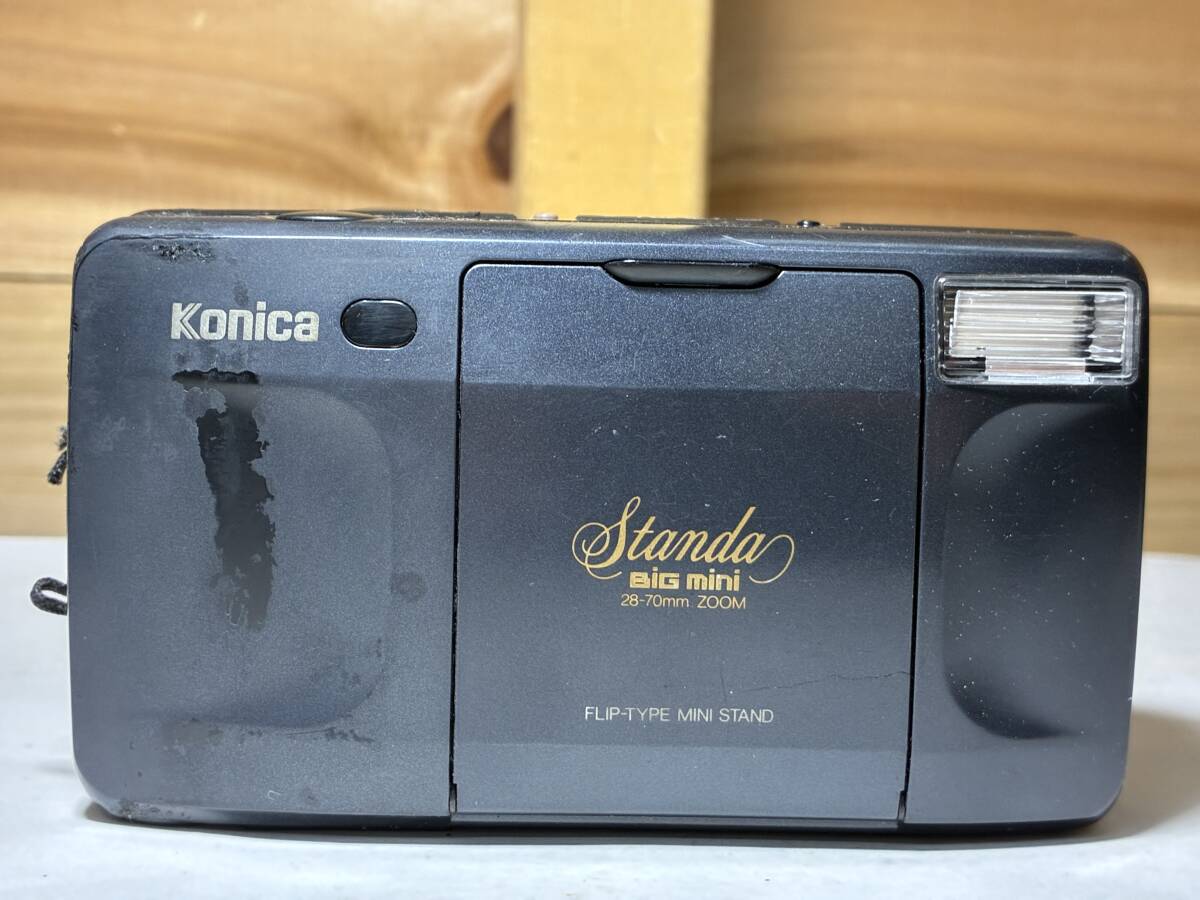 Konica
Standa
BiG mini
28-70mm ZOOM
FLIP-TYPE MINI STAND